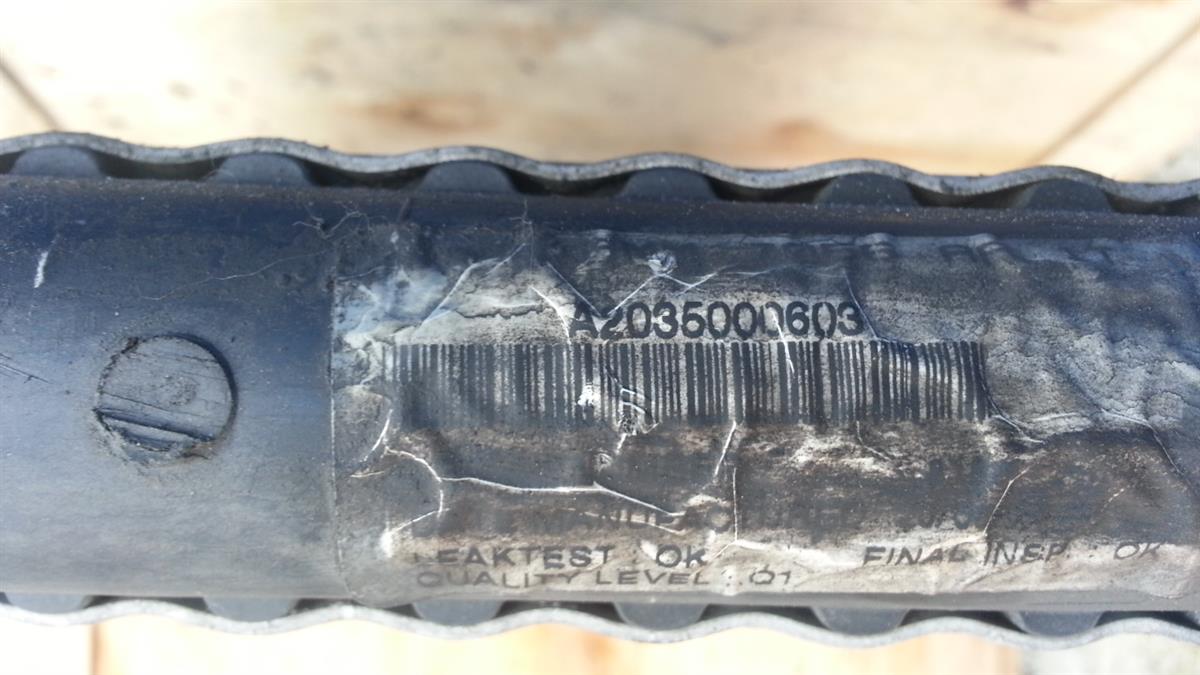 A2035000603
LEAKTEST : OK FINAL INSP. : OK
QUALITY LEVEL : Q1